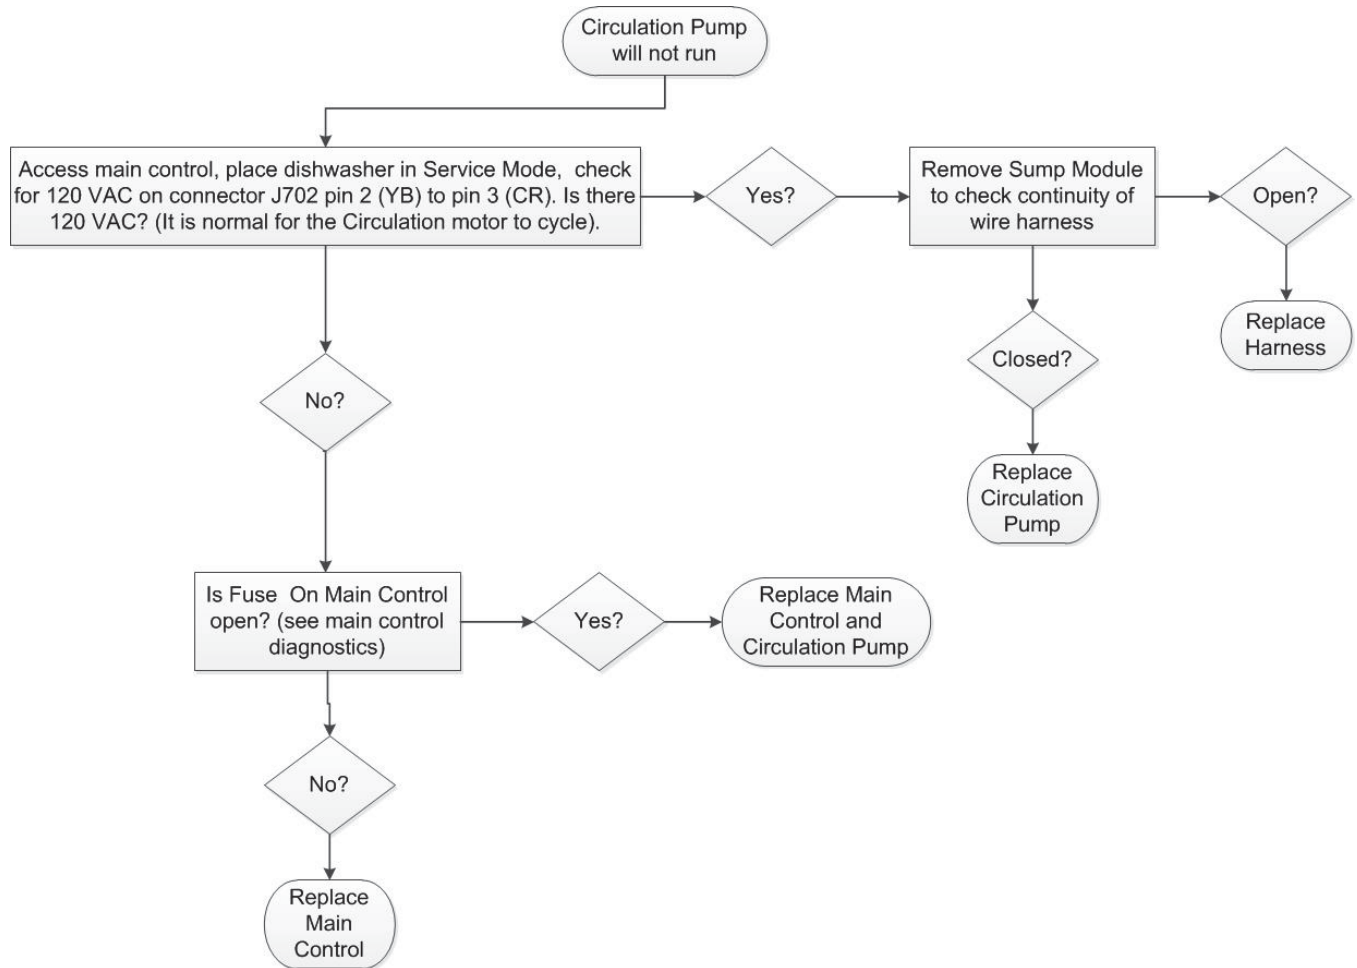 Circulation Pump
will not run
Access main control, place dishwasher in Service Mode, check
for 120 VAC on connector J702 pin 2 (YB) to pin 3 (CR). Is there
120 VAC? (It is normal for the Circulation motor to cycle).
Yes?
Remove Sump Module
to check continuity of
wire harness
Open?
Replace
Harness
Closed?
Replace
Circulation
Pump
No?
Is Fuse On Main Control
open? (see main control
diagnostics)
Yes?
Replace Main
Control and
Circulation Pump
No?
Replace
Main
Control